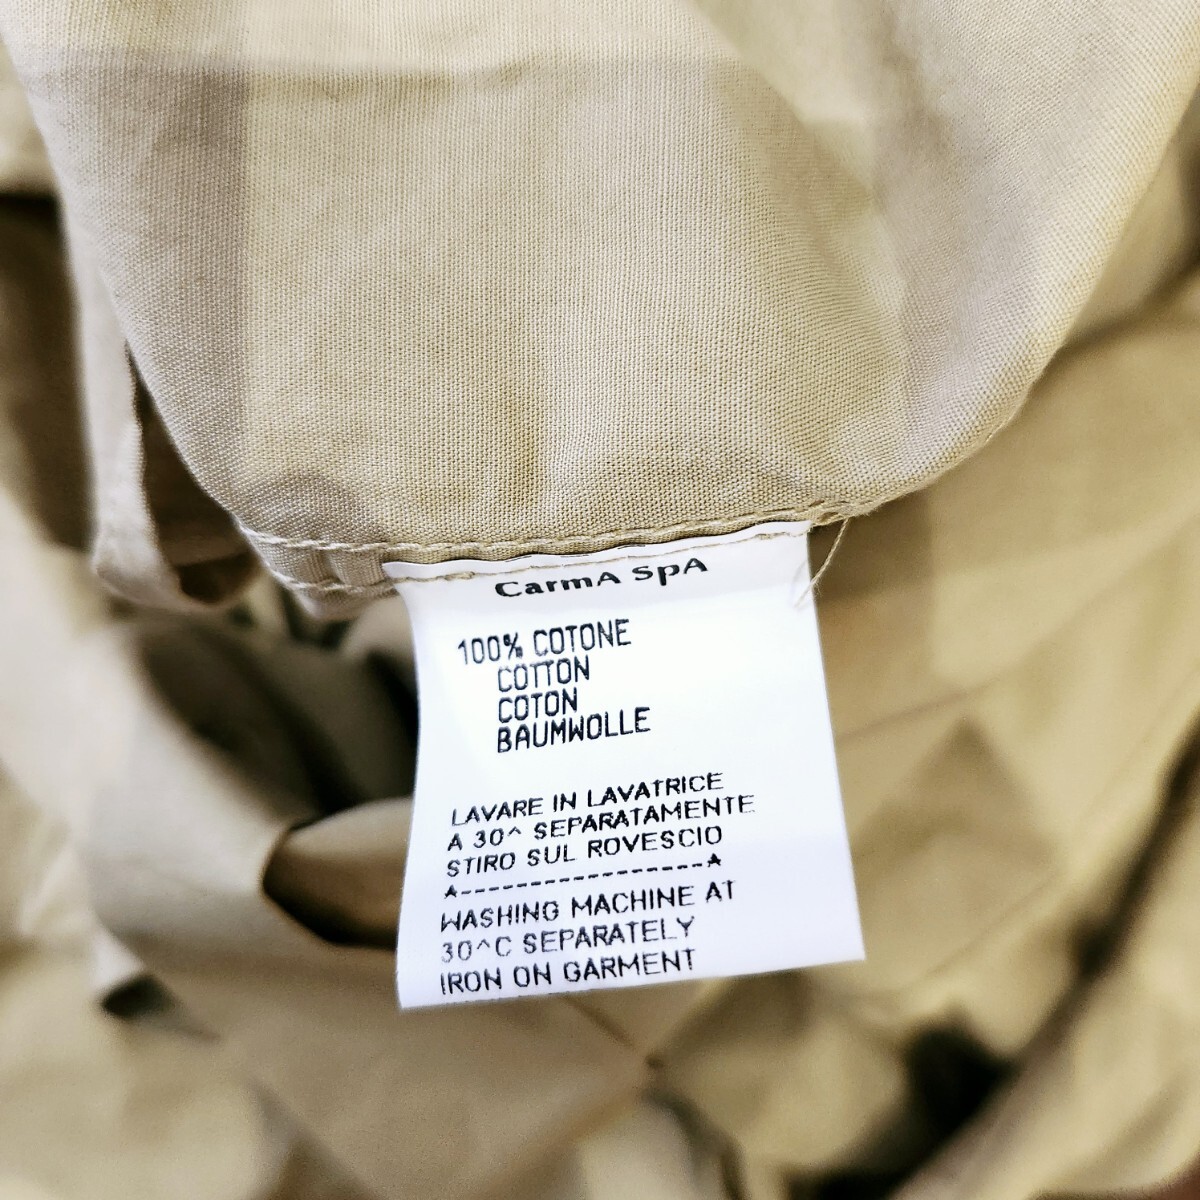 CarmA SpA
100% COTONE
COTTON
COTON
BAUMWOLLE
LAVARE IN LAVATRICE
A 30^ SEPARATAMENTE
STIRO SUL ROVESCIO
A------------------A
WASHING MACHINE AT
30^C SEPARATELY
IRON ON GARMENT